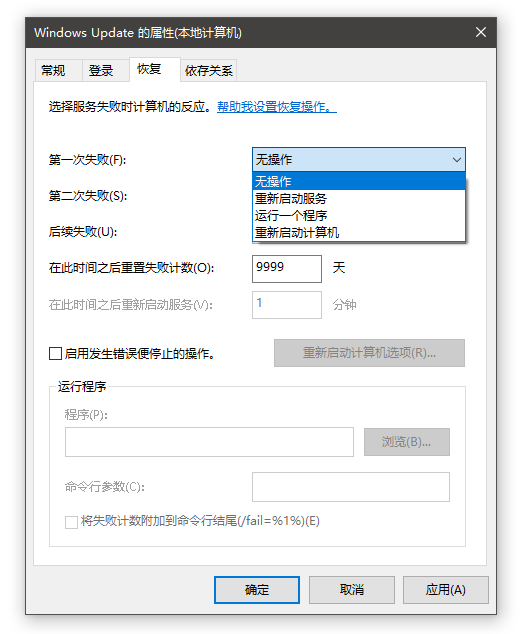 Windows Update 的属性(本地计算机)
常规 登录 恢复 依存关系
选择服务失败时计算机的反应。帮助我设置恢复操作。
第一次失败(F): 无操作
无操作
第二次失败(S): 重新启动服务
运行一个程序
后续失败(U): 重新启动计算机
在此时间之后重置失败计数(O): 9999 天
在此时间之后重新启动服务(V): 1 分钟
启用发生错误便停止的操作。 重新启动计算机选项(R)...
运行程序
程序(P):
浏览(B)...
命令行参数(C):
将失败计数附加到命令行结尾(/fail=%1%)(E)
确定 取消 应用(A)